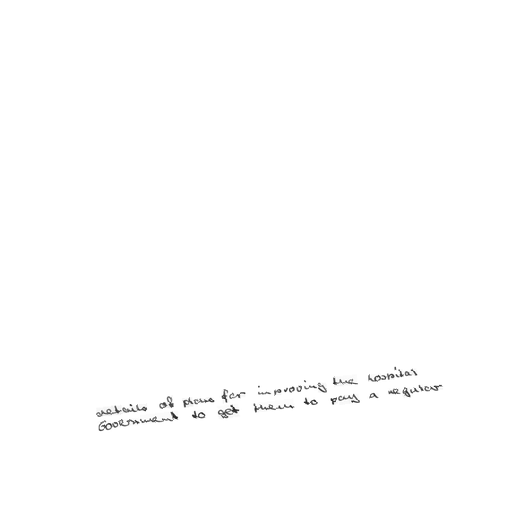 details of plans for improving the hospital
Government to get them to pay a regular